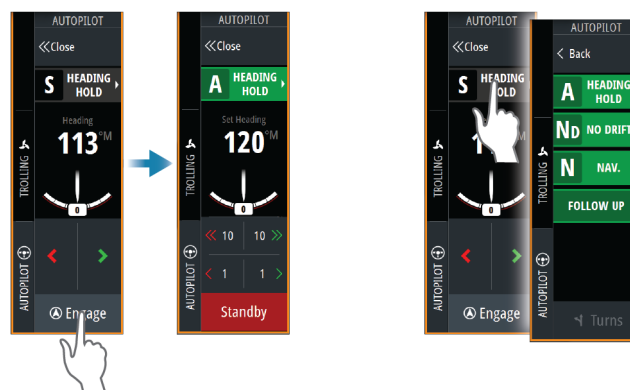 AUTOPILOT
Close
S HEADING
HOLD
Heading
113°M
0
TROLLING
AUTOPILOT
Engage
AUTOPILOT
Close
A HEADING
HOLD
Set Heading
120°M
0
10 10
1 1
TROLLING
AUTOPILOT
Standby
AUTOPILOT
Close
S HEADING
HOLD
0
TROLLING
AUTOPILOT
Engage
AUTOPILOT
Back
A HEADING
HOLD
ND NO DRIFT
N NAV.
FOLLOW UP
TROLLING
AUTOPILOT
Turns